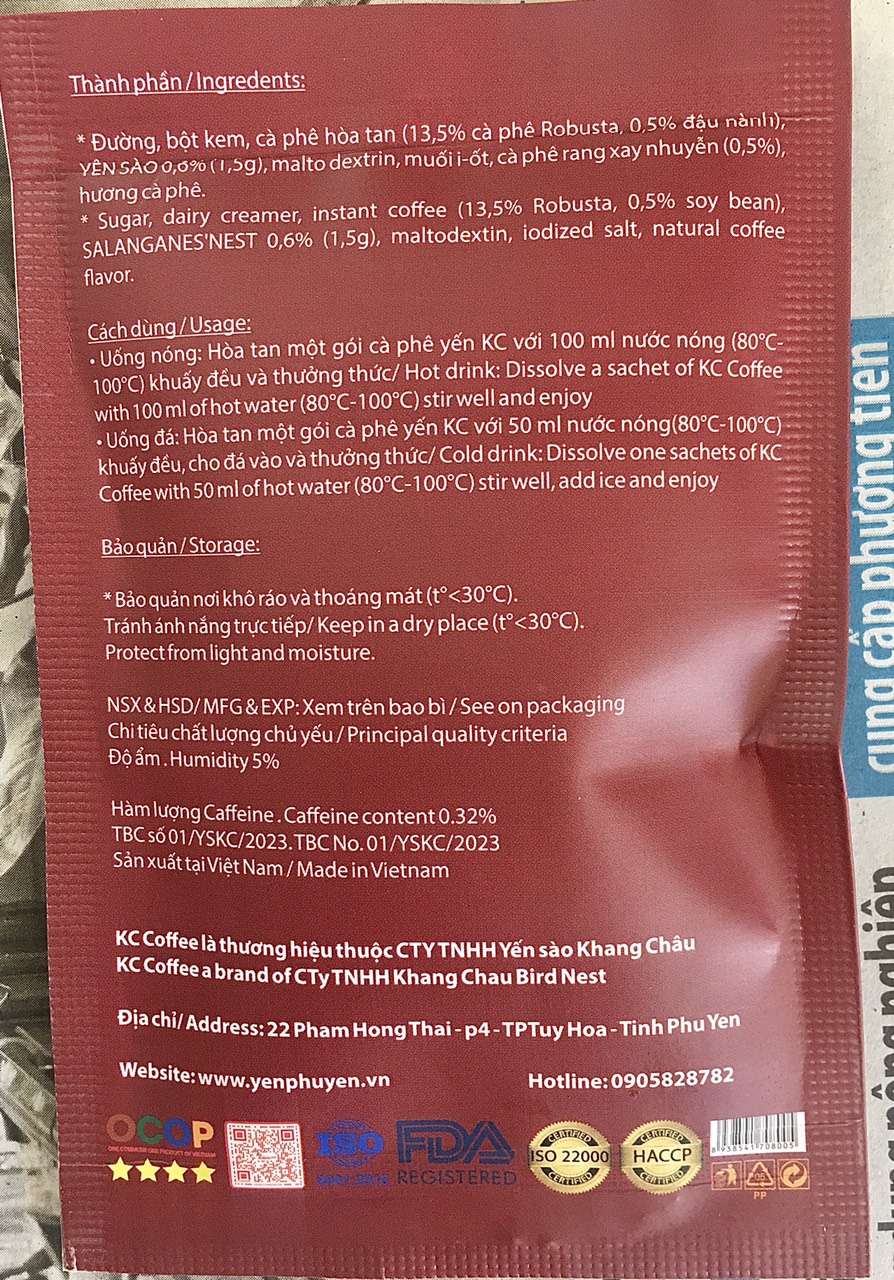 Thành phần / Ingredents:
* Đường, bột kem, cà phê hòa tan (13,5% cà phê Robusta, 0,5% đậu nành),
YẾN SÀO 0,6% (1,5g), malto dextrin, muối i-ốt, cà phê rang xay nhuyễn (0,5%),
hương cà phê.
* Sugar, dairy creamer, instant coffee (13,5% Robusta, 0,5% soy bean),
SALANGANES'NEST 0,6% (1,5g), maltodextin, iodized salt, natural coffee
flavor.
Cách dùng / Usage:
• Uống nóng: Hòa tan một gói cà phê yến KC với 100 ml nước nóng (80°C-
100°C) khuấy đều và thưởng thức/ Hot drink: Dissolve a sachet of KC Coffee
with 100 ml of hot water (80°C-100°C) stir well and enjoy
• Uống đá: Hòa tan một gói cà phê yến KC với 50 ml nước nóng(80°C-100°C)
khuấy đều, cho đá vào và thưởng thức/ Cold drink: Dissolve one sachets of KC
Coffee with 50 ml of hot water (80°C-100°C) stir well, add ice and enjoy
Bảo quản / Storage:
* Bảo quản nơi khô ráo và thoáng mát (t°<30°C).
Tránh ánh nắng trực tiếp/ Keep in a dry place (t°<30°C).
Protect from light and moisture.
NSX & HSD/ MFG & EXP: Xem trên bao bì / See on packaging
Chi tiêu chất lượng chủ yếu / Principal quality criteria
Độ ẩm . Humidity 5%
Hàm lượng Caffeine . Caffeine content 0.32%
TBC số 01/YSKC/2023. TBC No. 01/YSKC/2023
Sản xuất tại Việt Nam / Made in Vietnam
KC Coffee là thương hiệu thuộc CTY TNHH Yến sào Khang Châu
KC Coffee a brand of CTy TNHH Khang Chau Bird Nest
Địa chỉ/ Address: 22 Pham Hong Thai - p4 - TPTuy Hoa - Tinh Phu Yen
Website: www.yenphuyen.vn Hotline: 0905828782
OCOP
ISO
FDA
REGISTERED
CERTIFIED
ISO 22000
CERTIFIED
CERTIFIED
HACCP
CERTIFIED
8 938541 708005
PP
cung cấp phương tiện